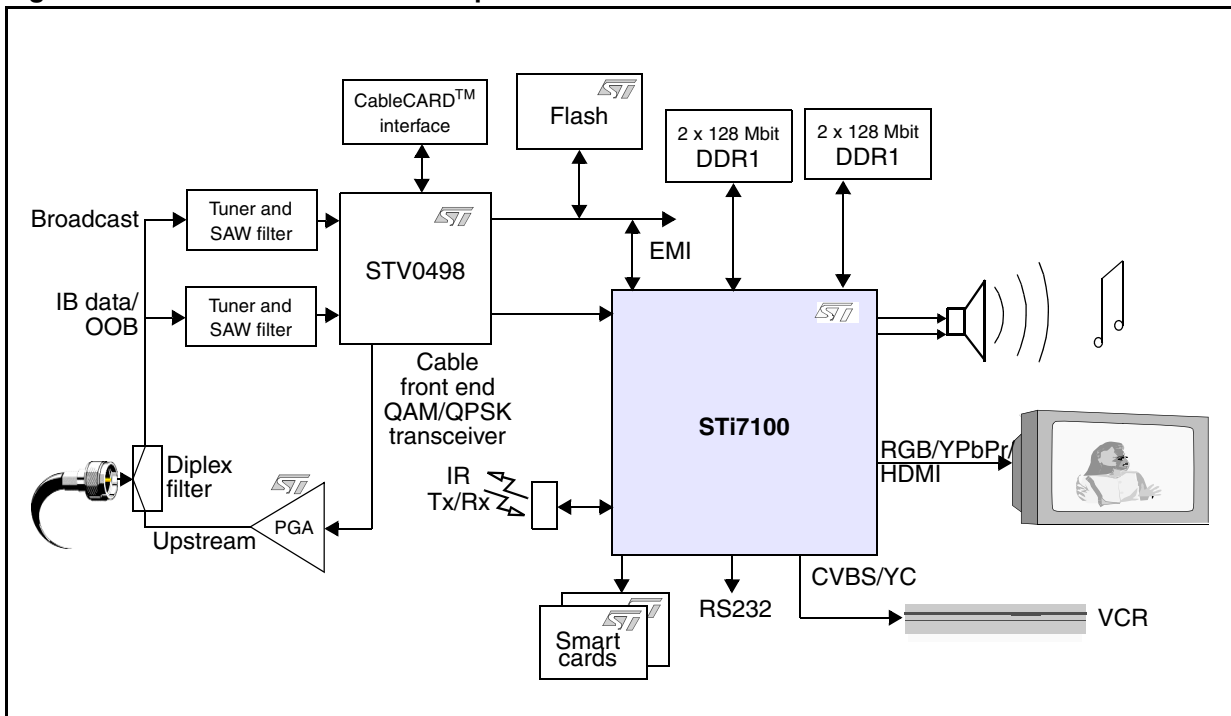 CableCARD™
interface
Flash
2 x 128 Mbit
DDR1
2 x 128 Mbit
DDR1
Broadcast
Tuner and
SAW filter
STV0498
EMI
IB data/
OOB
Tuner and
SAW filter
Cable
front end
QAM/QPSK
transceiver
STi7100
RGB/YPbPr/
HDMI
Diplex
filter
IR
Tx/Rx
PGA
Upstream
CVBS/YC
RS232
VCR
Smart
cards